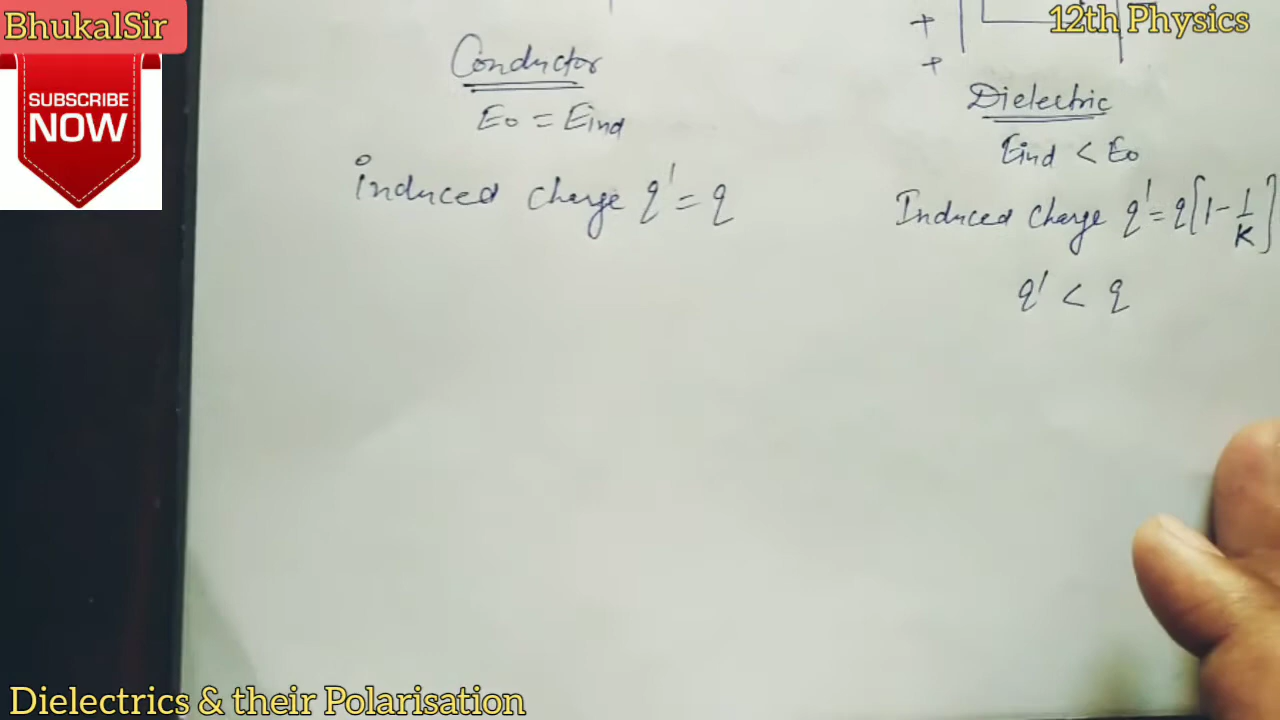 BhukalSir
12th Physics
SUBSCRIBE
NOW
+
+
Conductor
E₀ = Eind
induced charge q' = q
Dielectric
Eind < E₀
Induced charge q' = q[1 - 1/K]
q' < q
Dielectrics & their Polarisation